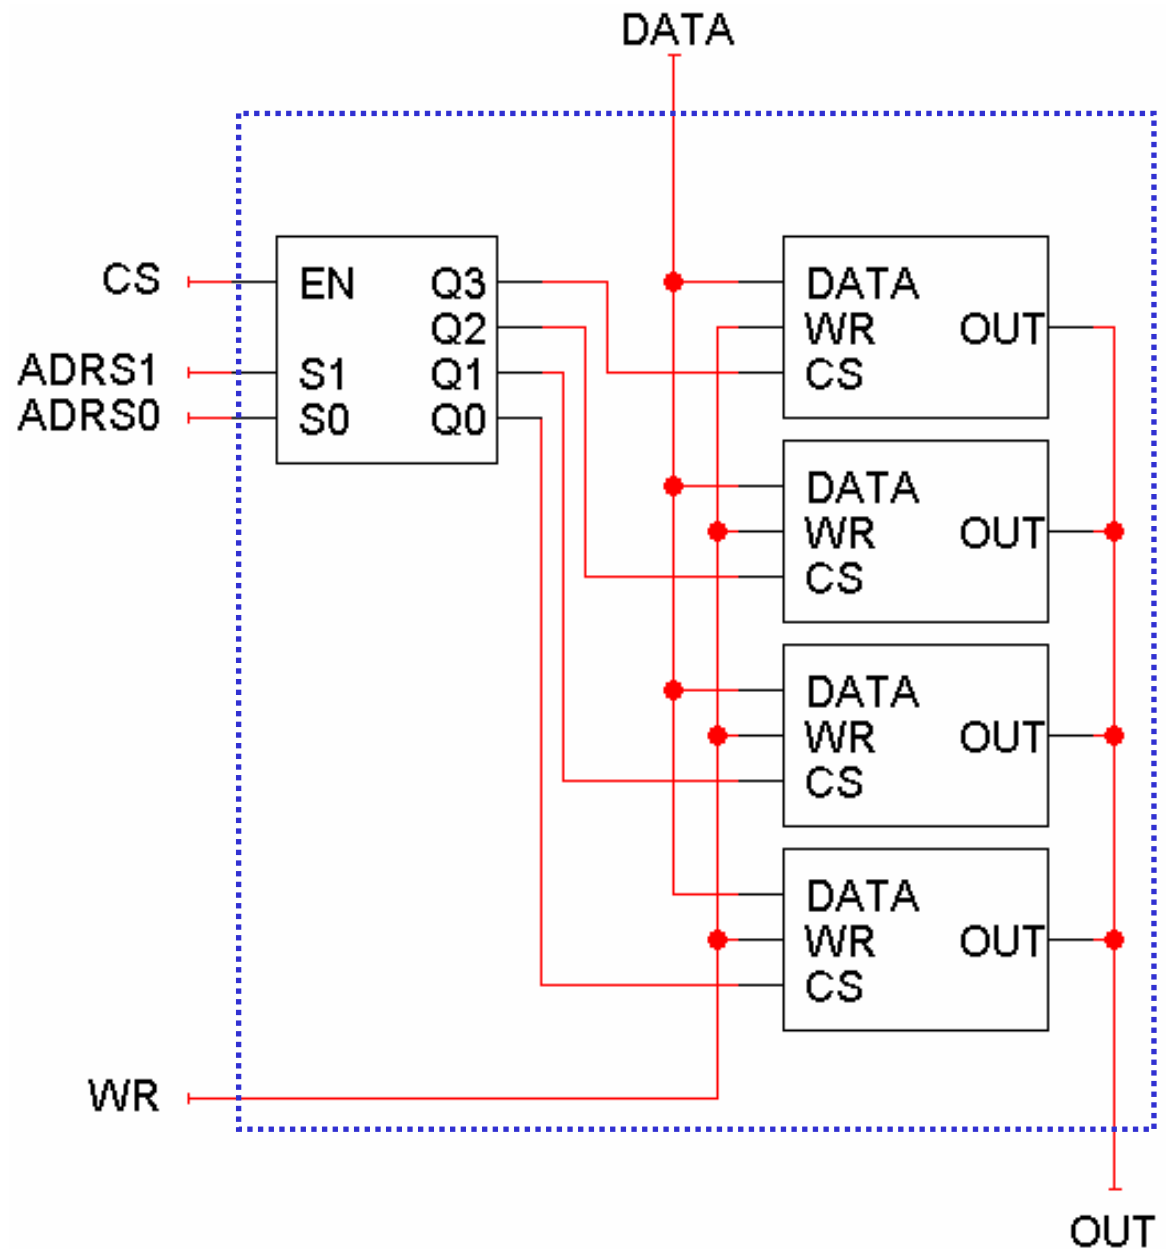 DATA
CS
ADRS1
ADRS0
EN Q3
Q2
S1 Q1
S0 Q0
DATA
WR OUT
CS
DATA
WR OUT
CS
DATA
WR OUT
CS
DATA
WR OUT
CS
WR
OUT